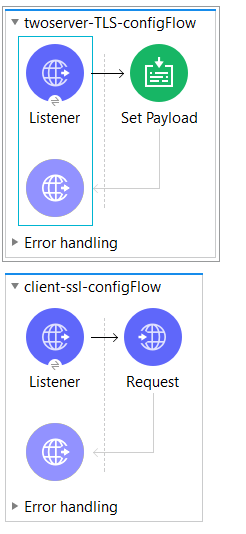 twoserver-TLS-configFlow
Listener
Set Payload
Error handling
client-ssl-configFlow
Listener
Request
Error handling